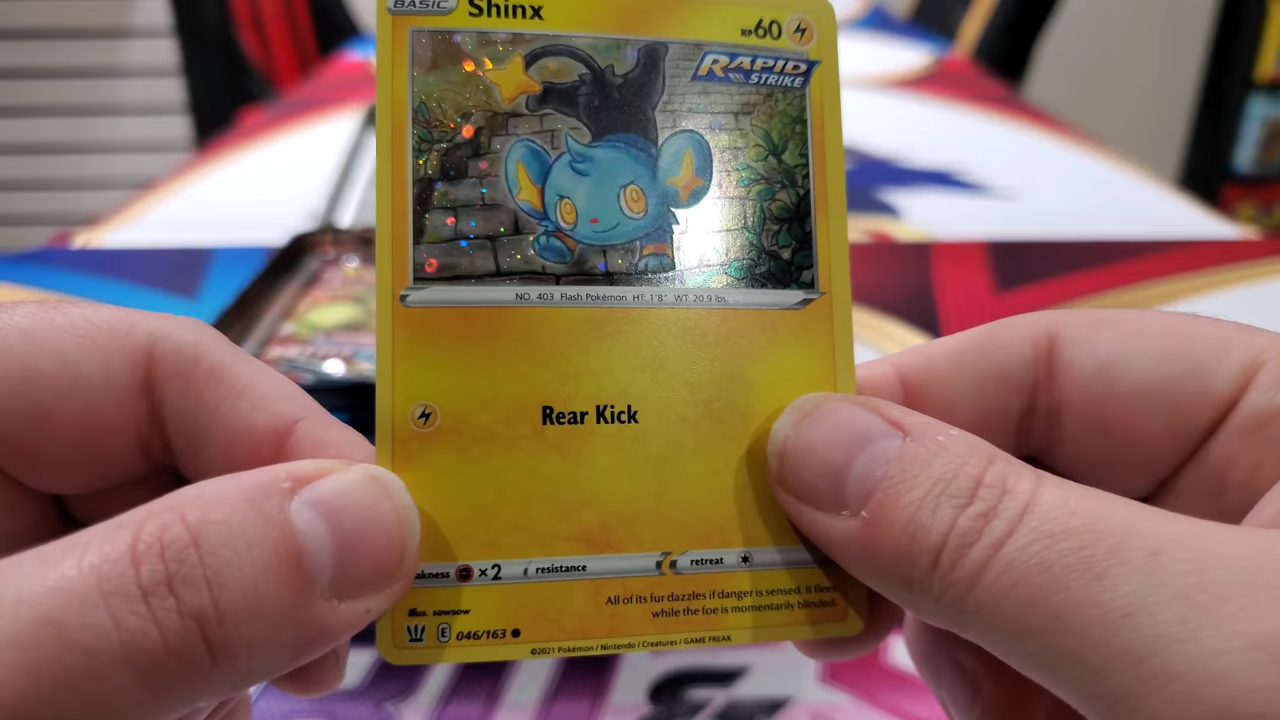 BASIC Shinx HP60
RAPID
STRIKE
NO. 403 Flash Pokémon HT: 1'8" WT: 20.9 lbs.
Rear Kick
akness ×2 resistance retreat
All of its fur dazzles if danger is sensed. It flees
while the foe is momentarily blinded.
Illus. sowsow
E 046/163
©2021 Pokémon / Nintendo / Creatures / GAME FREAK